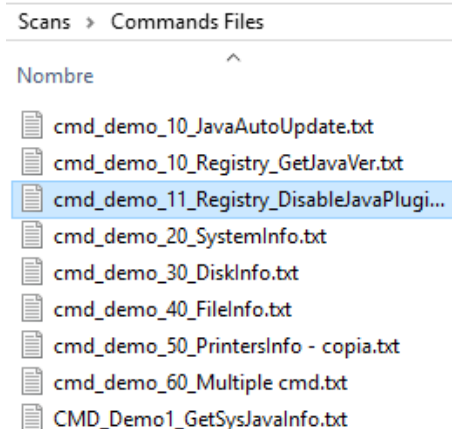 Scans > Commands Files
Nombre
cmd_demo_10_JavaAutoUpdate.txt
cmd_demo_10_Registry_GetJavaVer.txt
cmd_demo_11_Registry_DisableJavaPlugi...
cmd_demo_20_SystemInfo.txt
cmd_demo_30_DiskInfo.txt
cmd_demo_40_FileInfo.txt
cmd_demo_50_PrintersInfo - copia.txt
cmd_demo_60_Multiple cmd.txt
CMD_Demo1_GetSysJavaInfo.txt